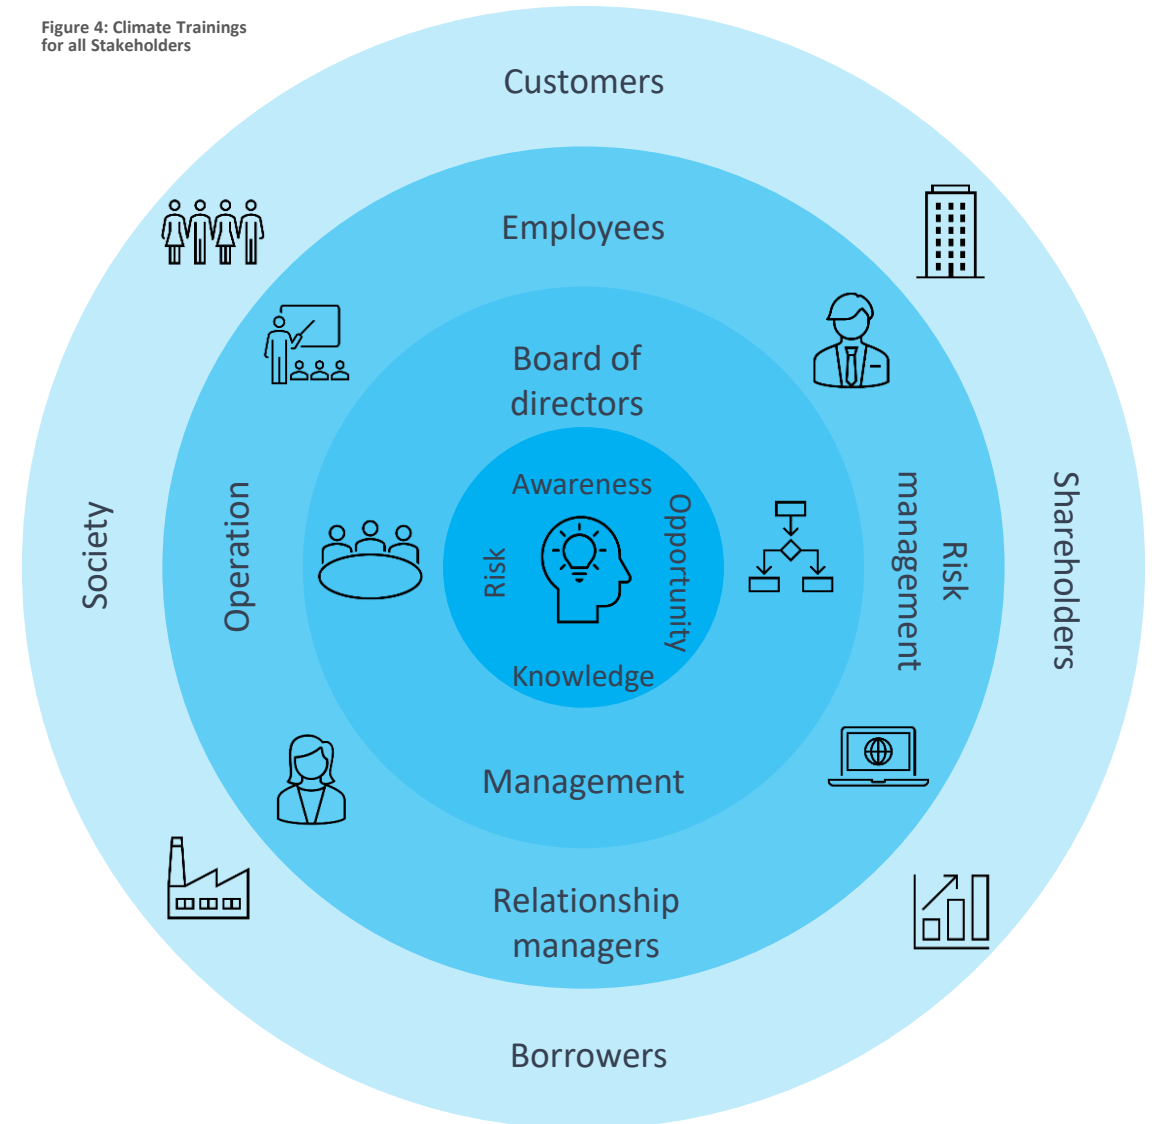 Figure 4: Climate Trainings
for all Stakeholders
Customers
Employees
Board of
directors
Awareness
Opportunity
Risk
Knowledge
Society
Operation
Risk
management
Shareholders
Management
Relationship
managers
Borrowers